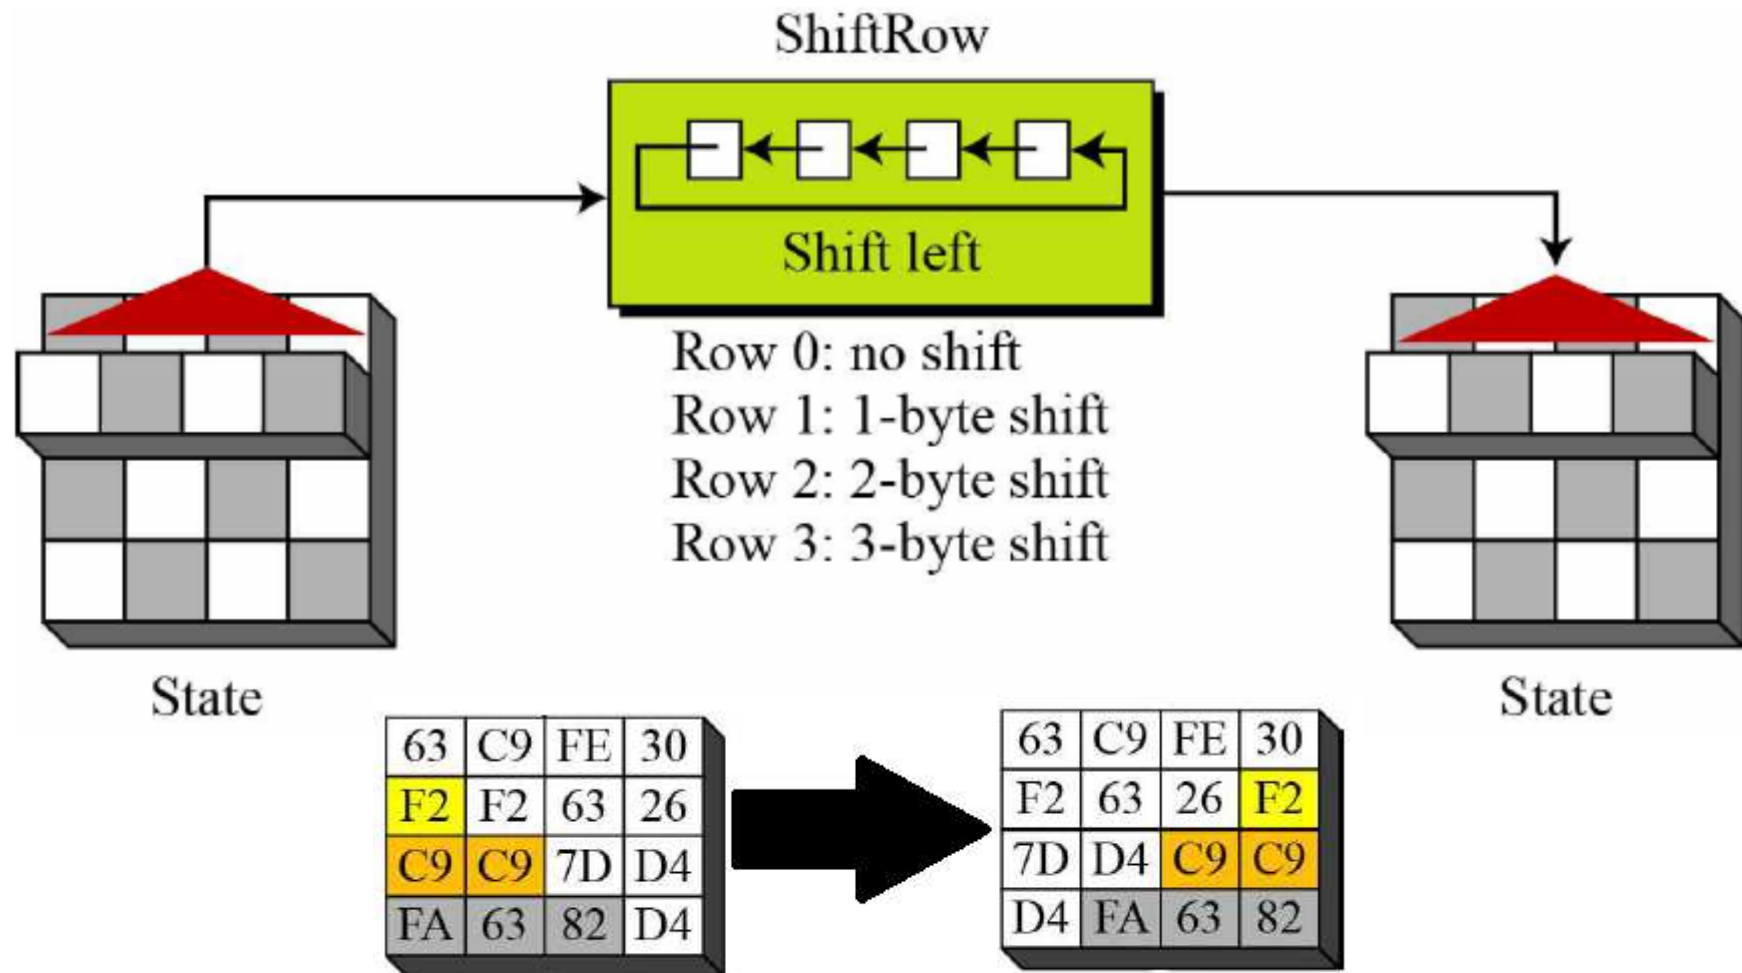 ShiftRow
Shift left
Row 0: no shift
Row 1: 1-byte shift
Row 2: 2-byte shift
Row 3: 3-byte shift
State
State
63 C9 FE 30
F2 F2 63 26
C9 C9 7D D4
FA 63 82 D4
63 C9 FE 30
F2 63 26 F2
7D D4 C9 C9
D4 FA 63 82